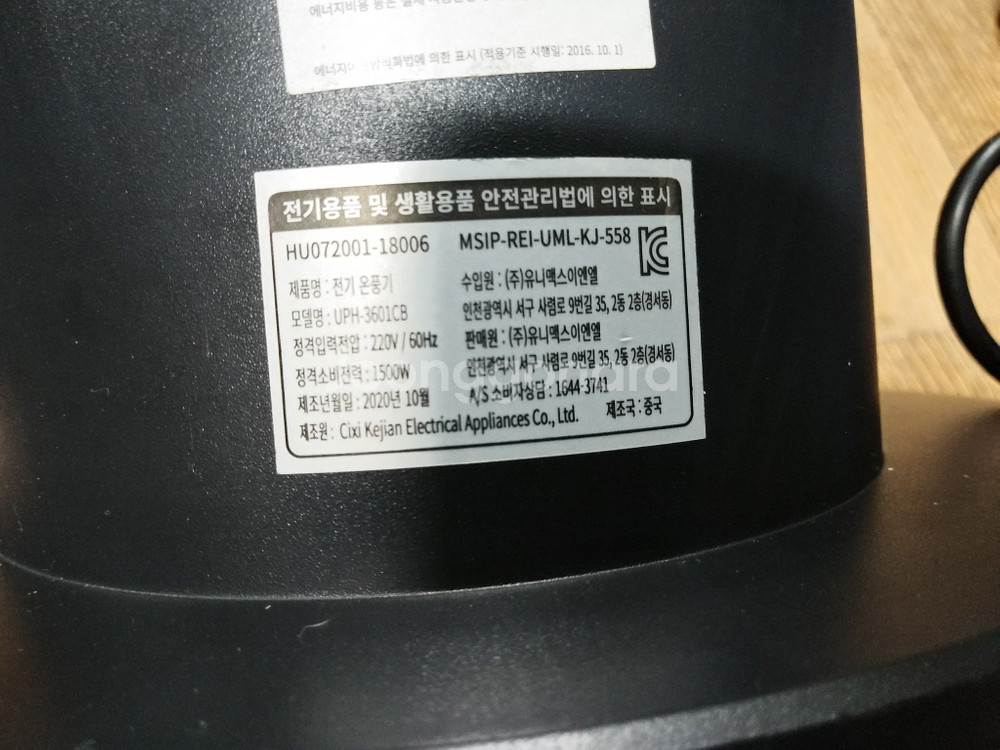 에너지비용 등은 실제
에너지 의한 표시 (적용기준 시행일: 2016. 10. 1)
전기용품 및 생활용품 안전관리법에 의한 표시
HU072001-18006 MSIP-REI-UML-KJ-558
제품명 : 전기 온풍기
모델명 : UPH-3601CB
정격입력전압 : 220V / 60Hz
정격소비전력 : 1500W
제조년월일 : 2020년 10월
수입원 : (주)유니맥스이엔엘
인천광역시 서구 사렴로 9번길 35, 2동 2층(경서동)
판매원 : (주)유니맥스이엔엘
인천광역시 서구 사렴로 9번길 35, 2동 2층(경서동)
A/S 소비자상담 : 1644-3741
제조원 : Cixi Kejian Electrical Appliances Co., Ltd. 제조국 : 중국